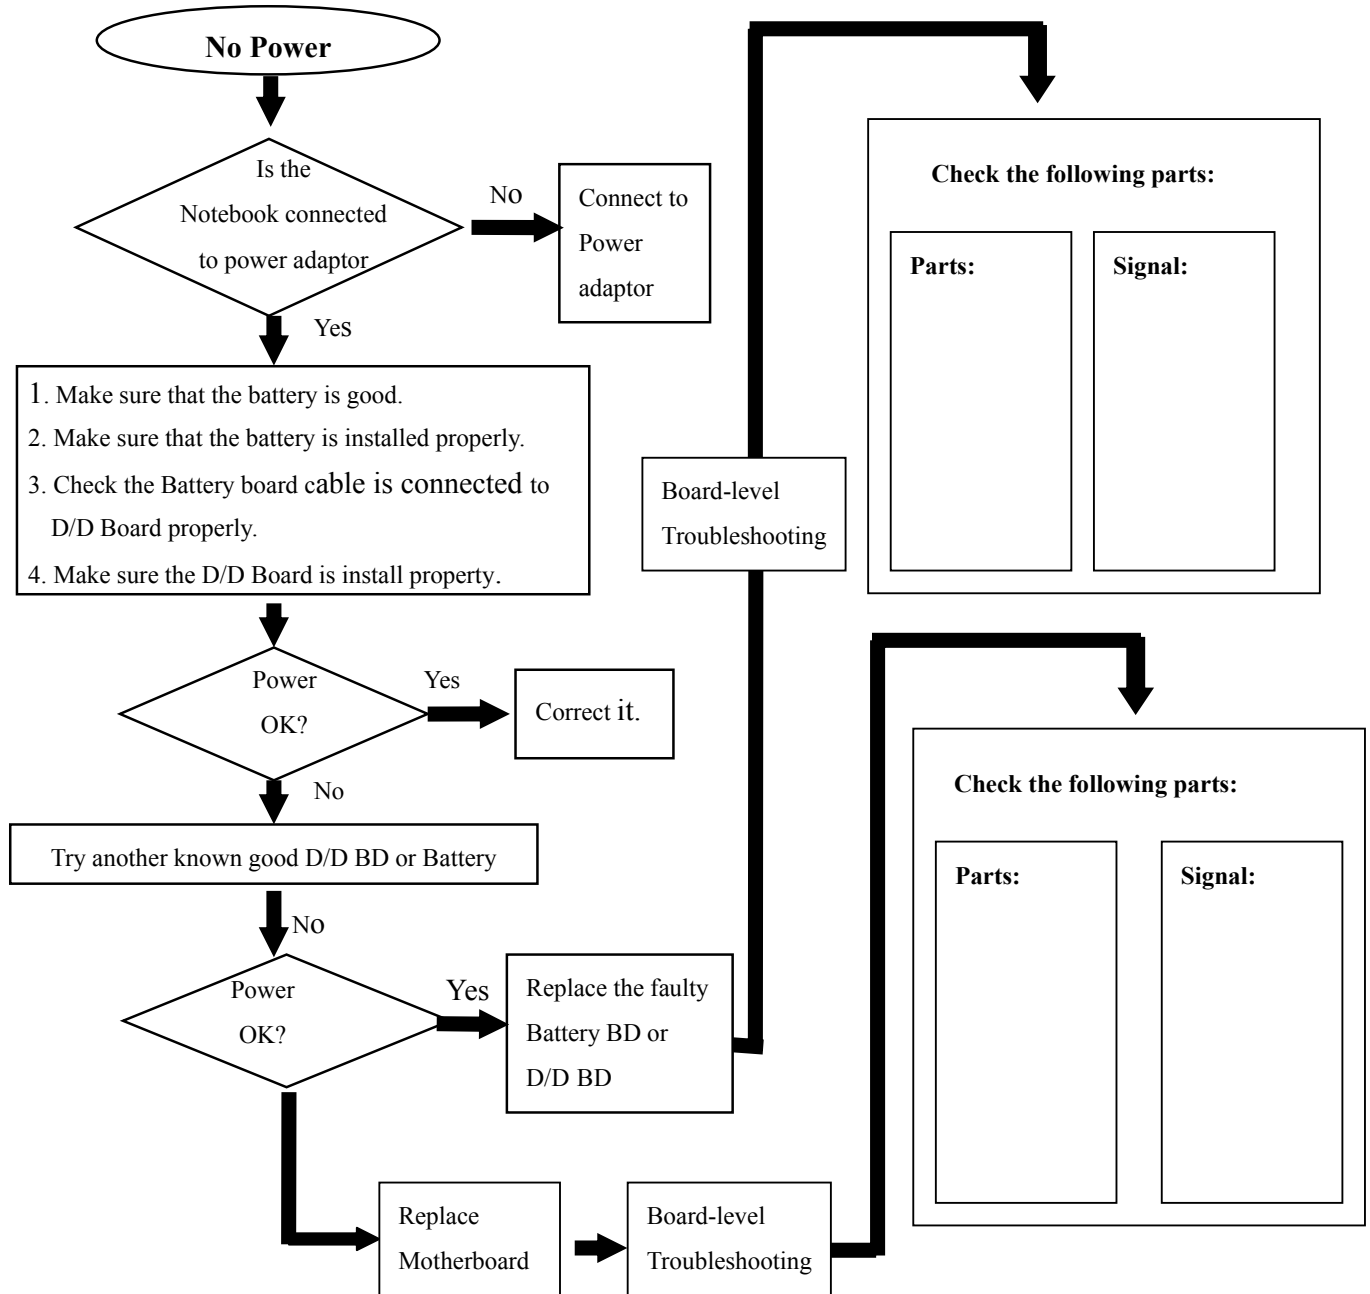 No Power
Is the
Notebook connected
to power adaptor
No
Connect to
Power
adaptor
Yes
1. Make sure that the battery is good.
2. Make sure that the battery is installed properly.
3. Check the Battery board cable is connected to
D/D Board properly.
4. Make sure the D/D Board is install property.
Power
OK?
Yes
Correct it.
No
Try another known good D/D BD or Battery
No
Power
OK?
Yes
Replace the faulty
Battery BD or
D/D BD
Board-level
Troubleshooting
Check the following parts:
Parts:
Signal:
Replace
Motherboard
Board-level
Troubleshooting
Check the following parts:
Parts:
Signal: